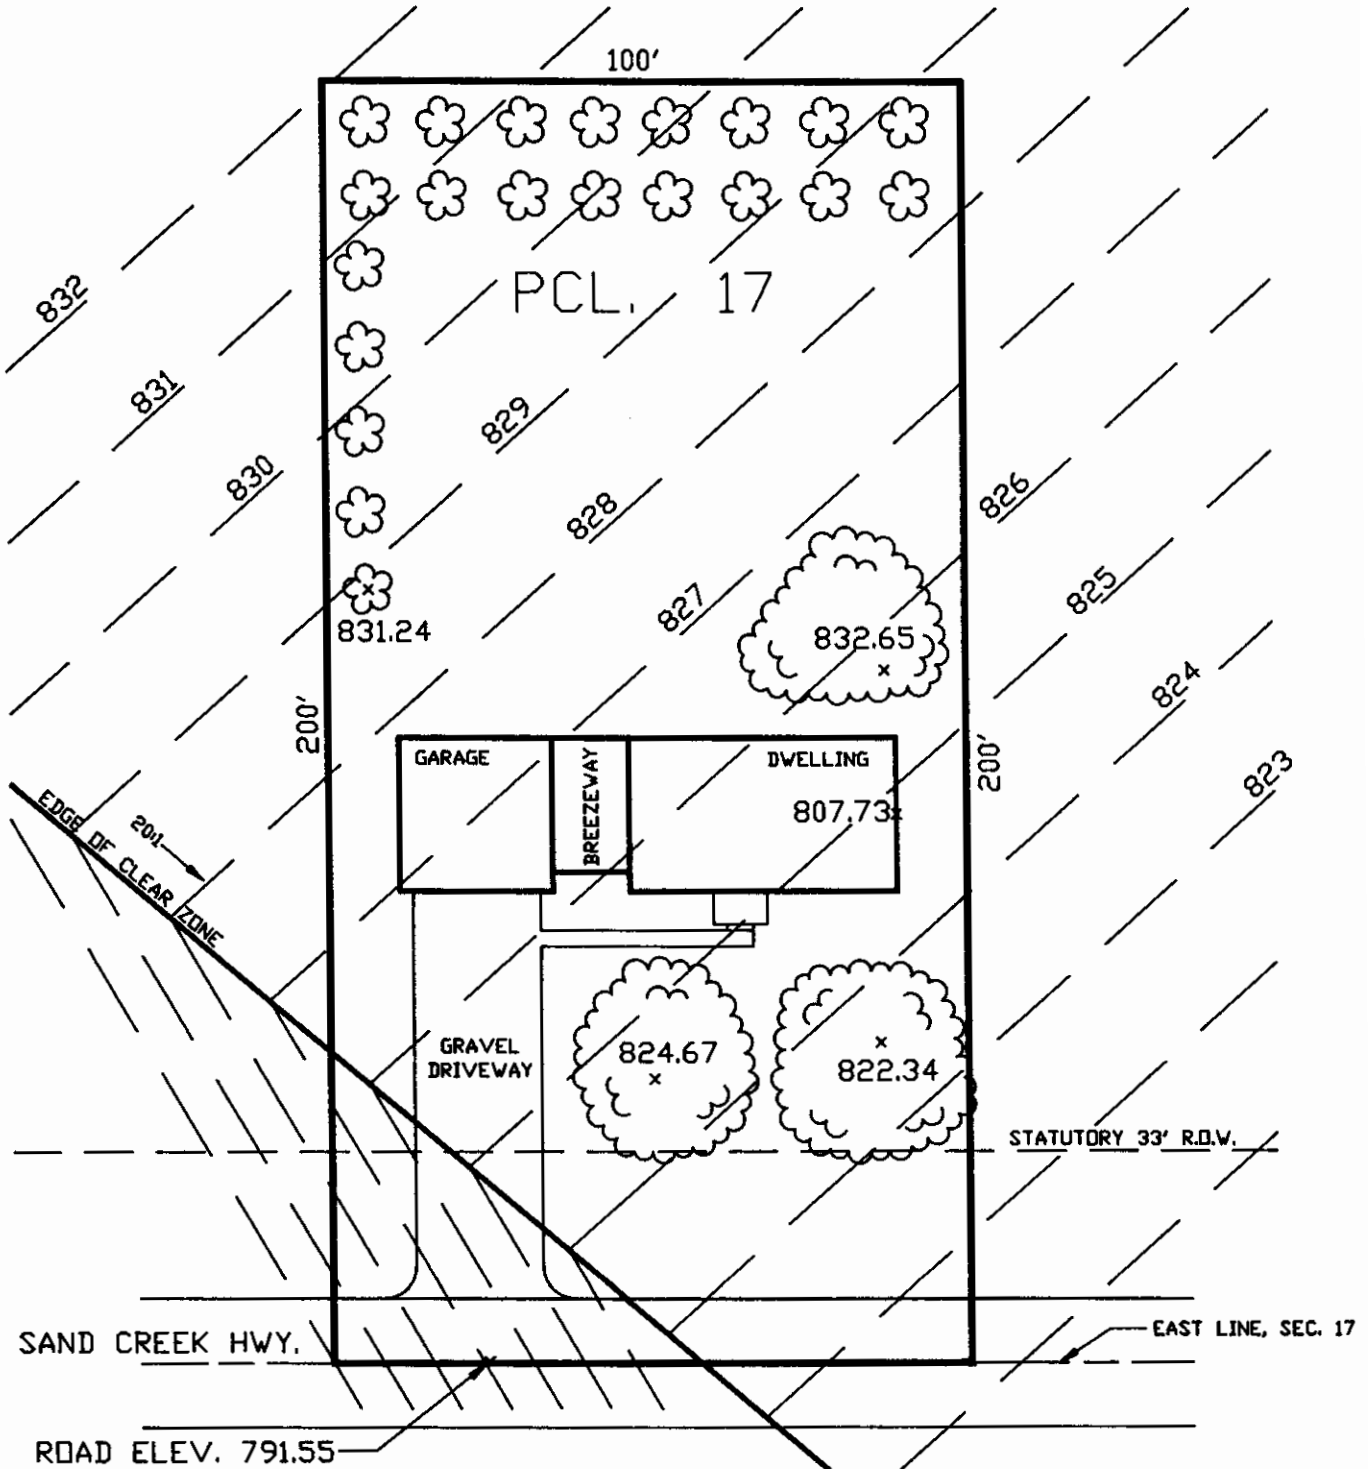 100'
PCL. 17
832
831
829
830
828
826
825
827
831.24
832.65
824
200'
200'
823
GARAGE
BREEZEWAY
DWELLING
807.73
EDGE OF CLEAR ZONE
20:1
GRAVEL
DRIVEWAY
824.67
822.34
STATUTORY 33' R.O.W.
SAND CREEK HWY.
EAST LINE, SEC. 17
ROAD ELEV. 791.55